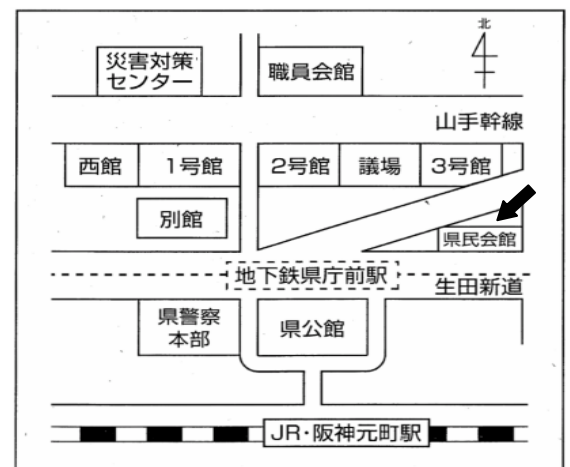 北
災害対策
センター
職員会館
山手幹線
西館
1号館
2号館
議場
3号館
別館
県民会館
地下鉄県庁前駅
生田新道
県警察
本部
県公館
JR・阪神元町駅